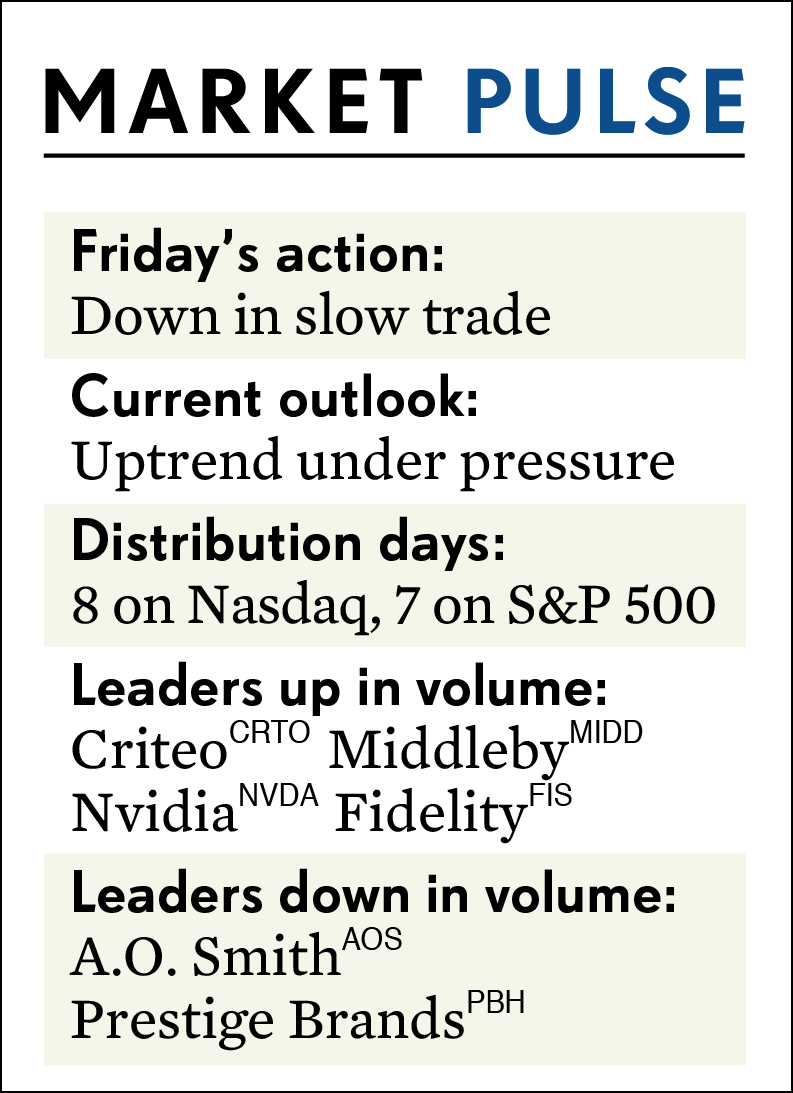 MARKET PULSE
Friday’s action:
Down in slow trade
Current outlook:
Uptrend under pressure
Distribution days:
8 on Nasdaq, 7 on S&P 500
Leaders up in volume:
Criteo CRTO Middleby MIDD
Nvidia NVDA Fidelity FIS
Leaders down in volume:
A.O. Smith AOS
Prestige Brands PBH